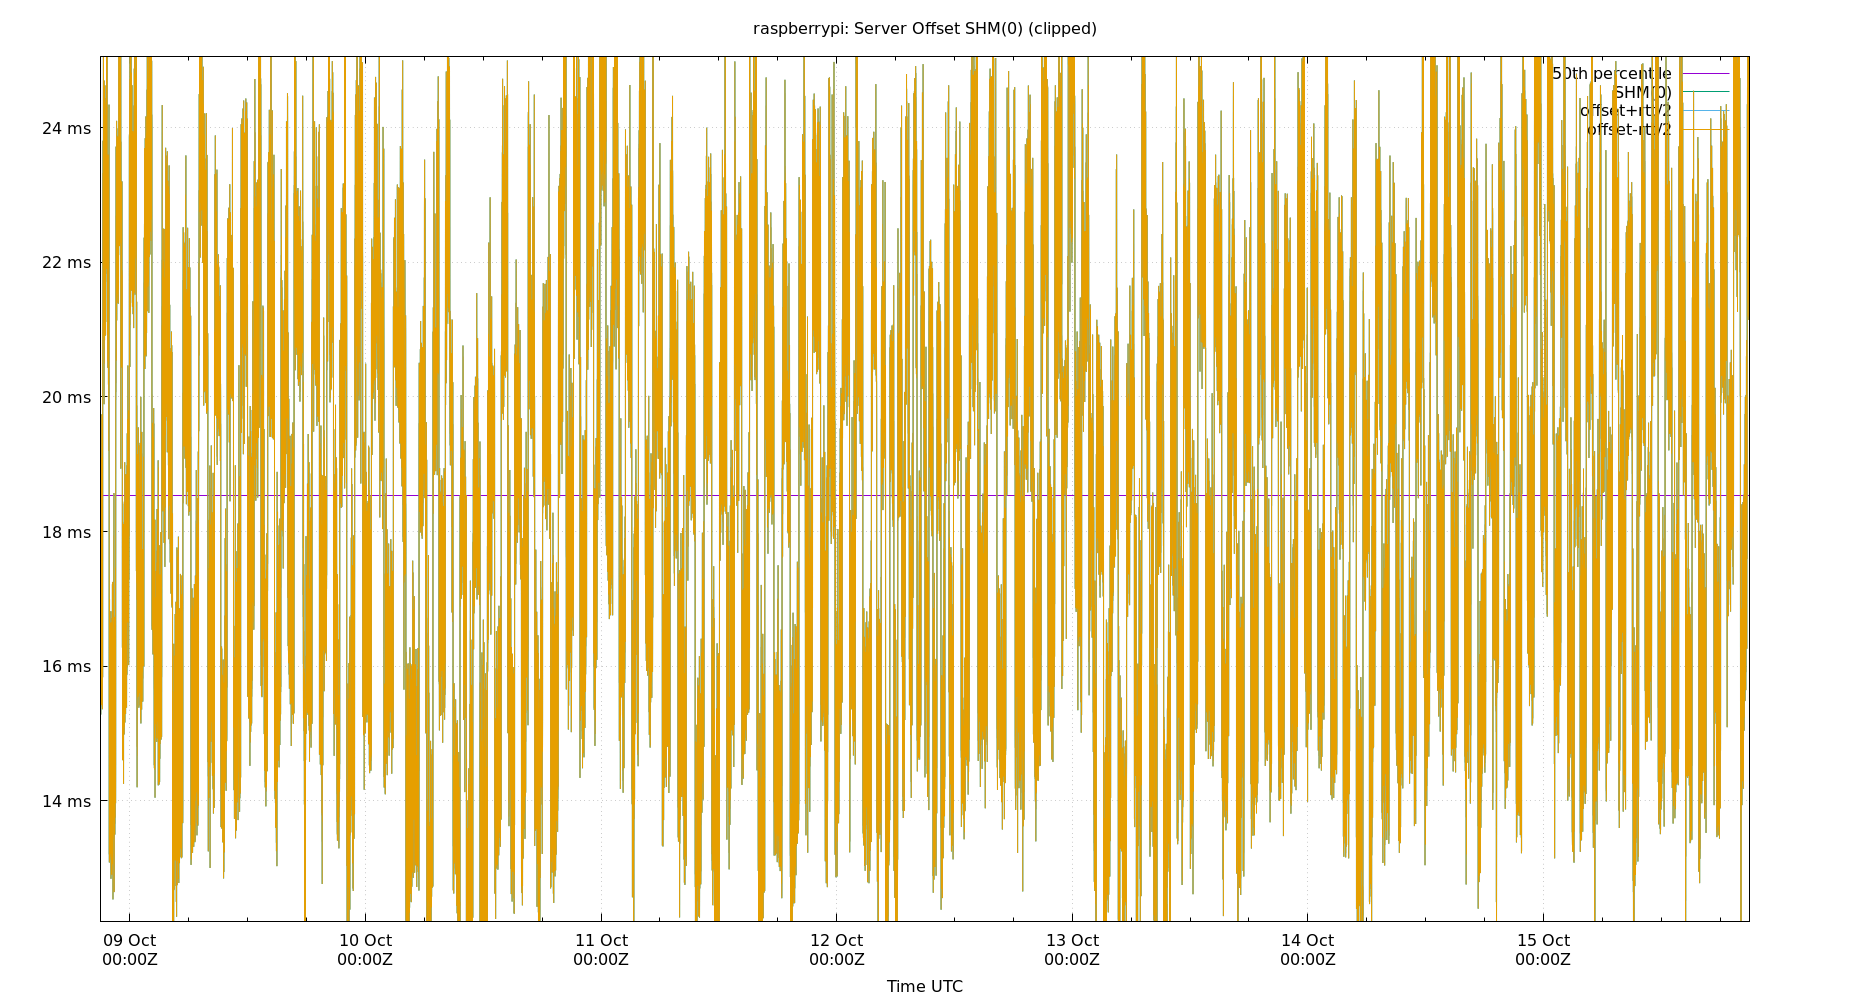 raspberrypi: Server Offset SHM(0) (clipped)
50th percentile
SHM(0)
offset+rtt/2
offset-rtt/2
24 ms
22 ms
20 ms
18 ms
16 ms
14 ms
09 Oct 10 Oct 11 Oct 12 Oct 13 Oct 14 Oct 15 Oct
00:00Z 00:00Z 00:00Z 00:00Z 00:00Z 00:00Z 00:00Z
Time UTC